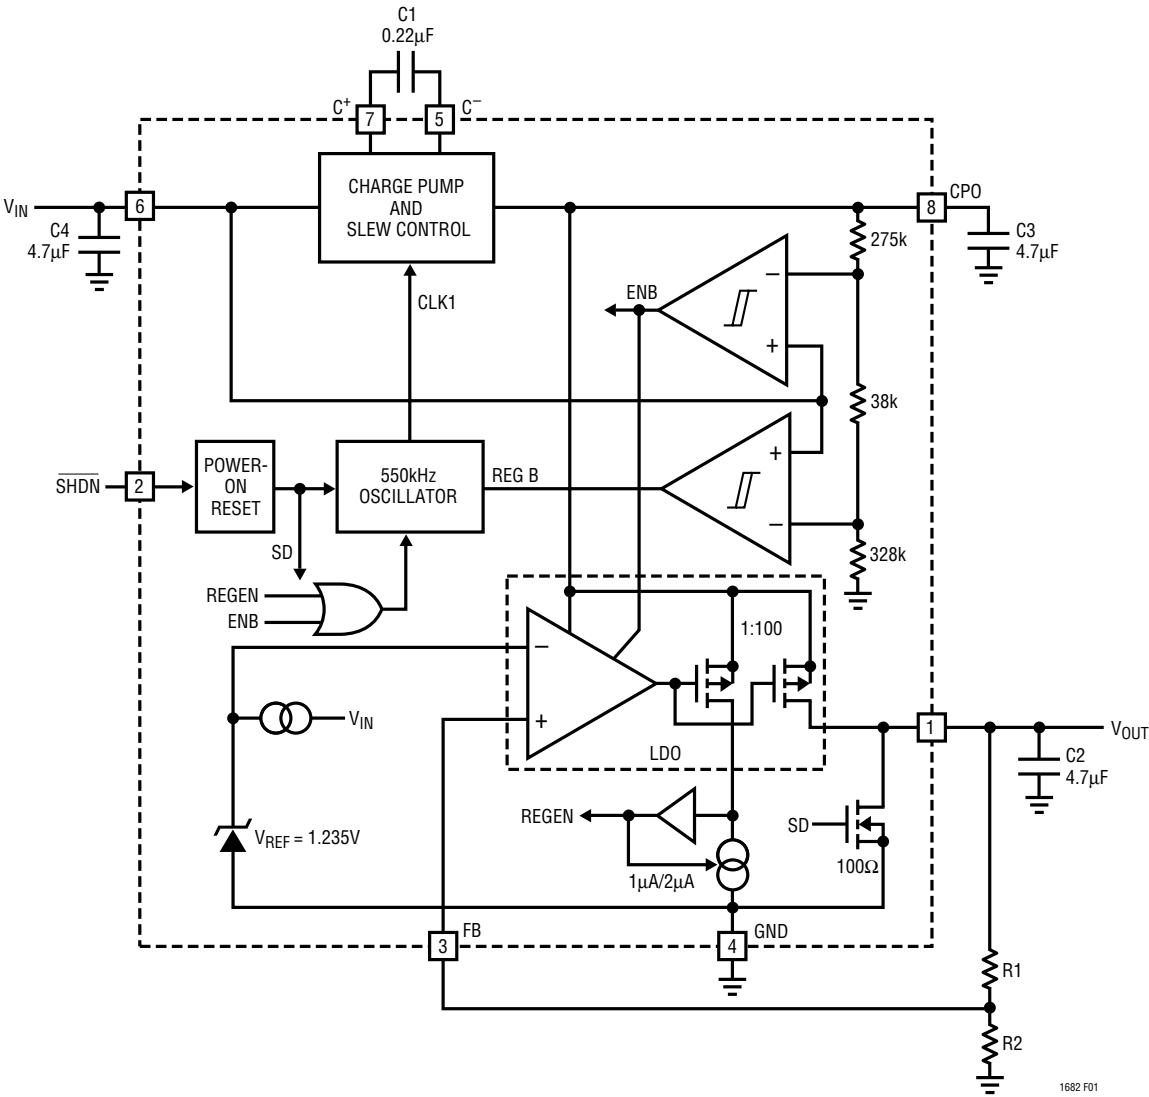 C1
0.22µF
C+
C–
7
5
CHARGE PUMP
AND
SLEW CONTROL
VIN
6
C4
4.7µF
8
CPO
C3
4.7µF
275k
ENB
–
+
CLK1
38k
SHDN
2
POWER-
ON
RESET
550kHz
OSCILLATOR
REG B
+
–
328k
SD
REGEN
ENB
1:100
–
+
LDO
VIN
1
VOUT
C2
4.7µF
REGEN
SD
100Ω
VREF = 1.235V
1µA/2µA
3
FB
4
GND
R1
R2
1682 F01